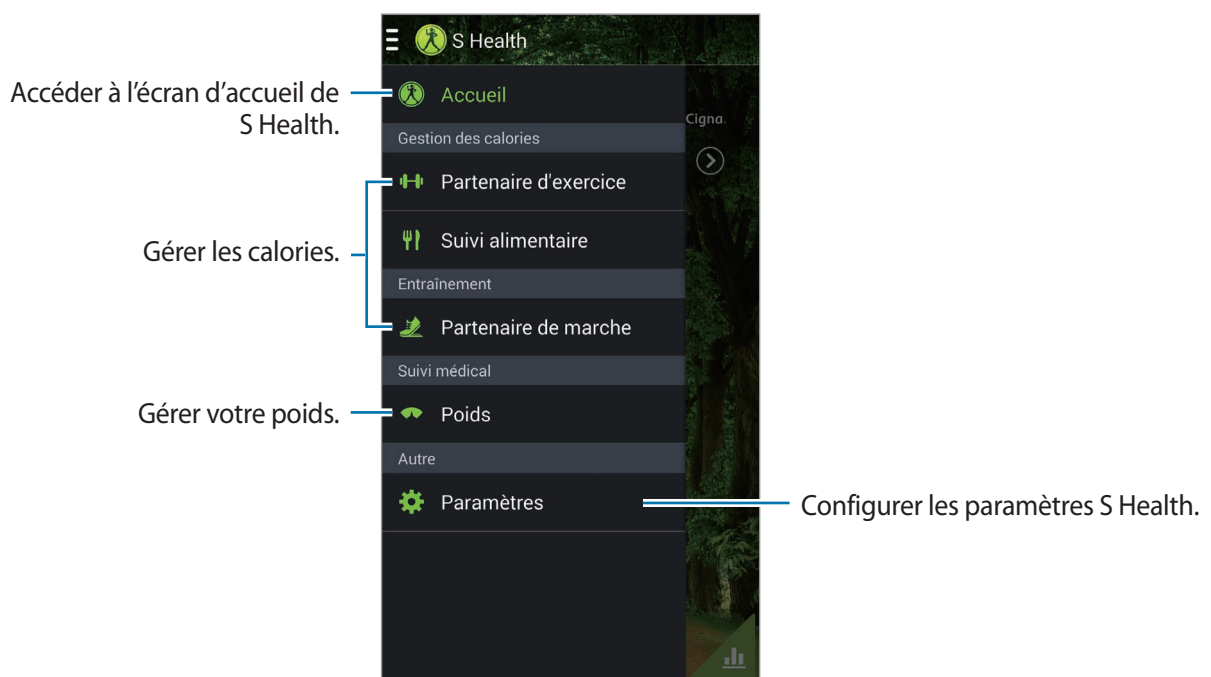 S Health
Accéder à l'écran d'accueil de
S Health.
Accueil
Cigna.
Gestion des calories
Partenaire d'exercice
Gérer les calories.
Suivi alimentaire
Entraînement
Partenaire de marche
Suivi médical
Gérer votre poids.
Poids
Autre
Paramètres
Configurer les paramètres S Health.